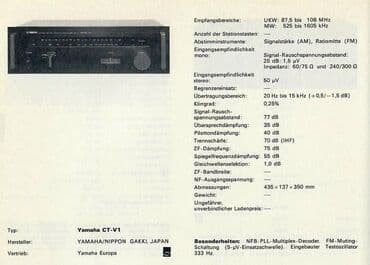 Empfangsbereiche: UKW: 87,5 bis 108 MHz
MW: 525 bis 1605 kHz
Anzahl der Stationstasten: —
Abstimminstrumente: Signalstärke (AM), Ratiomitte (FM)
Eingangsempfindlichkeit
mono: Signal-Rauschspannungsabstand:
26 dB: 1,5 µV
Impedanz: 60/75 Ω und 240/300 Ω
Eingangsempfindlichkeit
stereo: 50 µV
Begrenzereinsatz: —
Übertragungsbereich: 20 Hz bis 15 kHz (+0,5/−1,5 dB)
Klirrgrad: 0,25%
Signal-Rausch-
spannungsabstand: 77 dB
Übersprechdämpfung: 35 dB
Pilottondämpfung: 40 dB
Trennschärfe: 70 dB (IHF)
ZF-Dämpfung: 75 dB
Spiegelfrequenzdämpfung: 55 dB
Gleichwellenselektion: 1,0 dB
ZF-Bandbreite: —
NF-Ausgangsspannung: —
Abmessungen: 435×137×350 mm
Gewicht: —
Ungefährer,
unverbindlicher Ladenpreis: —
Typ: Yamaha CT-V1
Hersteller: YAMAHA/NIPPON GAKKI, JAPAN
Vertrieb: Yamaha Europa
Besonderheiten: NFB-PLL-Multiplex-Decoder. FM-Muting-
Schaltung (5-µV-Einsatzschwelle). Eingebauter Testoszillator
333 Hz.